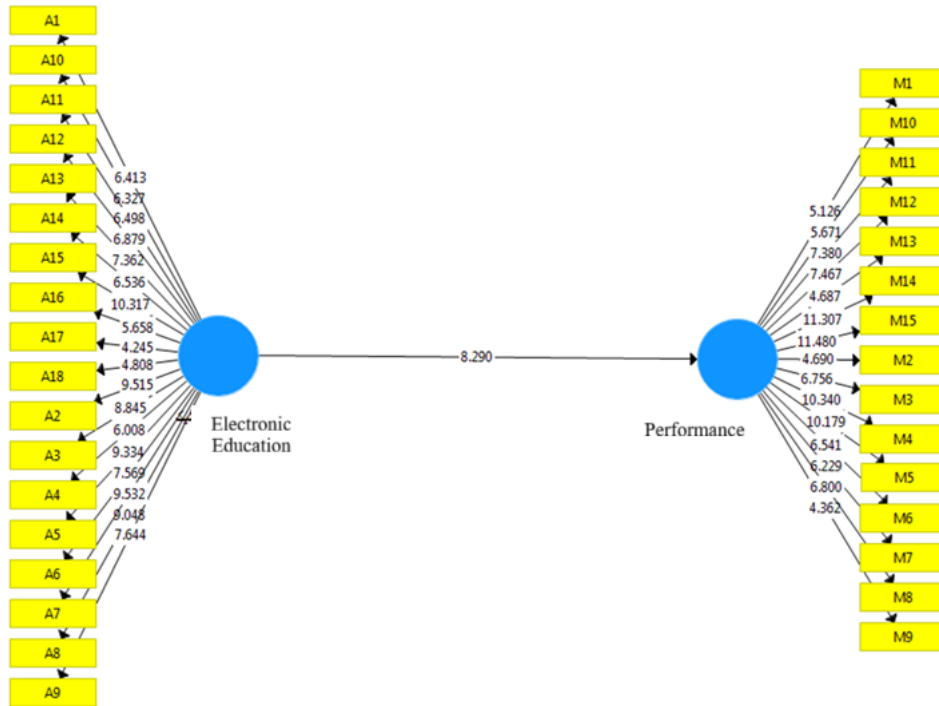 A1
A10
A11
A12
A13
A14
A15
A16
A17
A18
A2
A3
A4
A5
A6
A7
A8
A9
6.413
6.327
6.498
6.879
7.362
6.536
10.317
5.658
4.245
4.808
9.515
8.845
6.008
9.334
7.569
9.532
9.048
7.644
Electronic
Education
8.290
Performance
5.126
5.671
7.380
7.467
4.687
11.307
11.480
4.690
6.756
10.340
10.179
6.541
6.229
6.800
4.362
M1
M10
M11
M12
M13
M14
M15
M2
M3
M4
M5
M6
M7
M8
M9